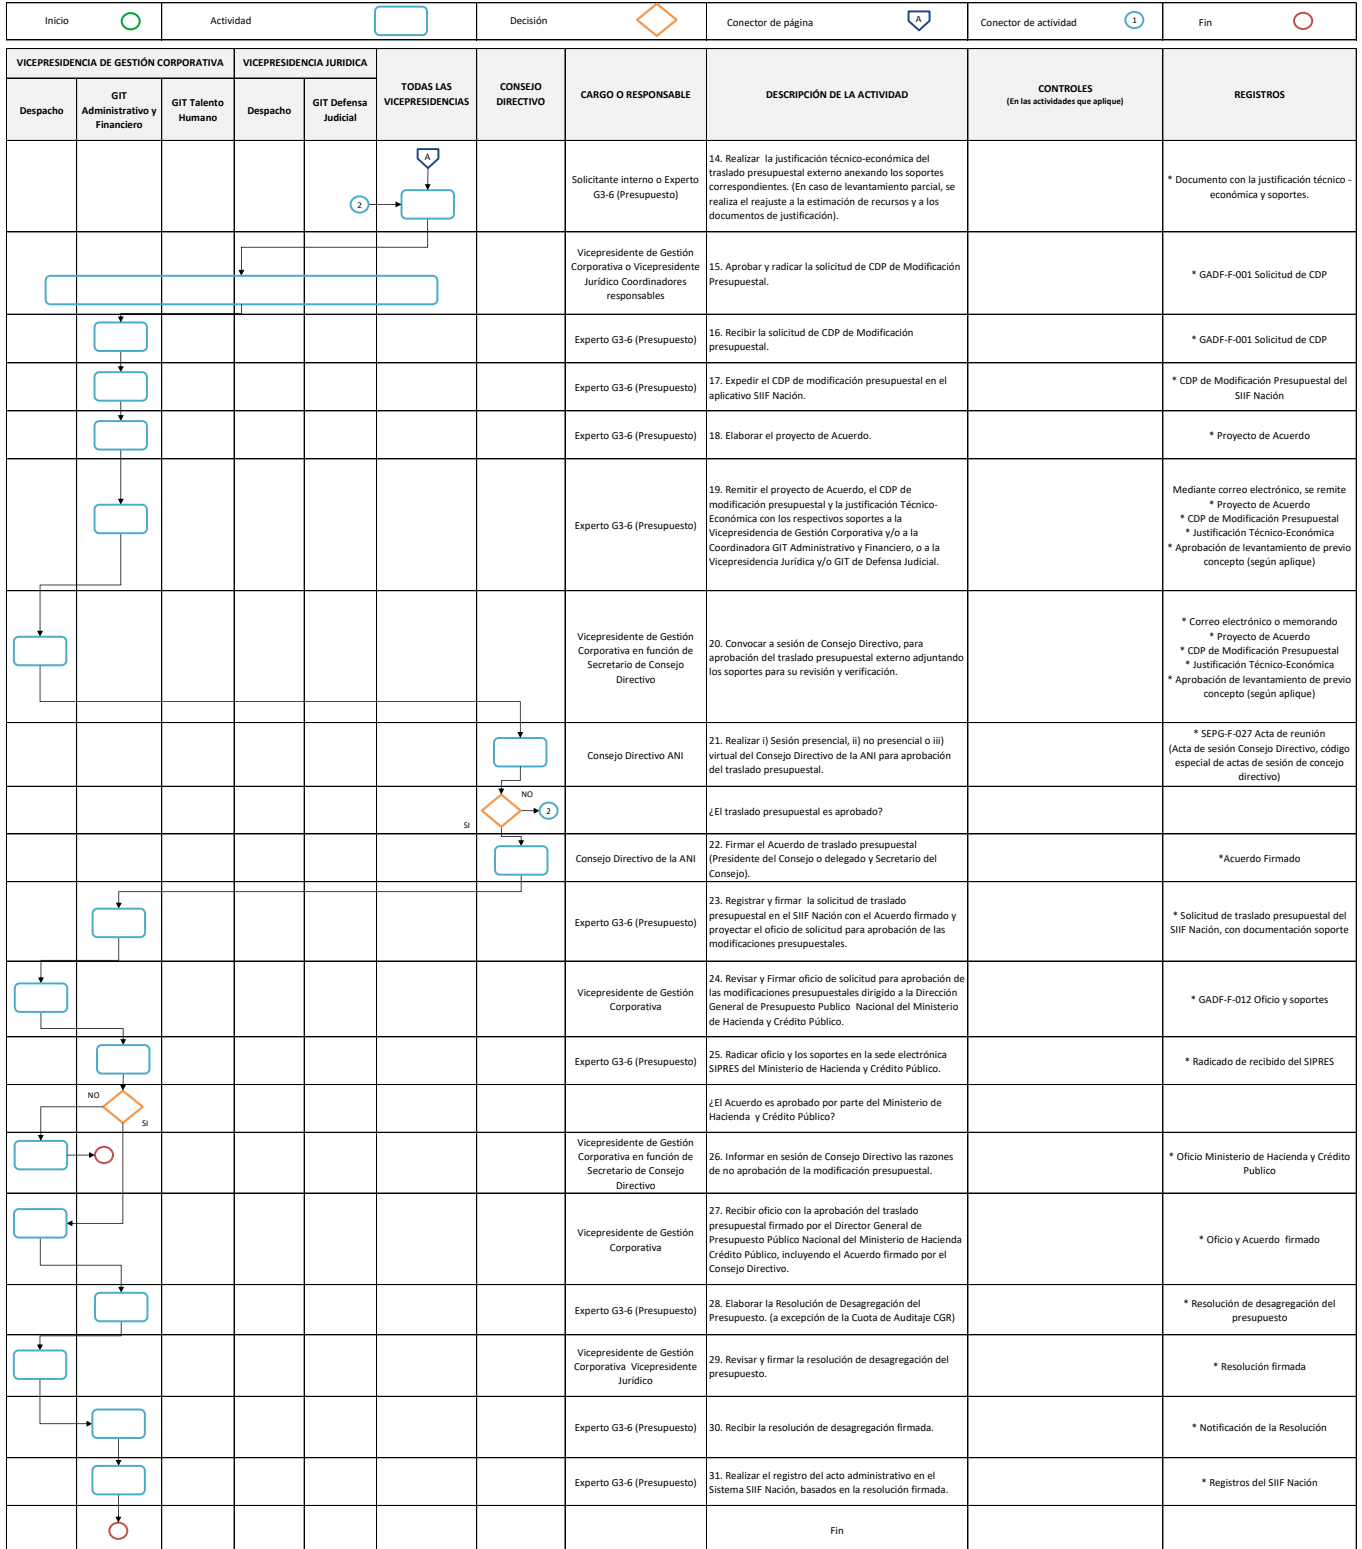 Inicio
Actividad
Decisión
Conector de página
A
Conector de actividad
1
Fin
VICEPRESIDENCIA DE GESTIÓN CORPORATIVA
VICEPRESIDENCIA JURIDICA
TODAS LAS
VICEPRESIDENCIAS
CONSEJO
DIRECTIVO
CARGO O RESPONSABLE
DESCRIPCIÓN DE LA ACTIVIDAD
CONTROLES
(En las actividades que aplique)
REGISTROS
Despacho
GIT
Administrativo y
Financiero
GIT Talento
Humano
Despacho
GIT Defensa
Judicial
A
2
Solicitante interno o Experto
G3-6 (Presupuesto)
14. Realizar  la justificación técnico-económica del
traslado presupuestal externo anexando los soportes
correspondientes. (En caso de levantamiento parcial, se
realiza el reajuste a la estimación de recursos y a los
documentos de justificación).
* Documento con la justificación técnico -
económica y soportes.
Vicepresidente de Gestión
Corporativa o Vicepresidente
Jurídico Coordinadores
responsables
15. Aprobar y radicar la solicitud de CDP de Modificación
Presupuestal.
* GADF-F-001 Solicitud de CDP
Experto G3-6 (Presupuesto)
16. Recibir la solicitud de CDP de Modificación
presupuestal.
* GADF-F-001 Solicitud de CDP
Experto G3-6 (Presupuesto)
17. Expedir el CDP de modificación presupuestal en el
aplicativo SIIF Nación.
* CDP de Modificación Presupuestal del
SIIF Nación
Experto G3-6 (Presupuesto)
18. Elaborar el proyecto de Acuerdo.
* Proyecto de Acuerdo
Experto G3-6 (Presupuesto)
19. Remitir el proyecto de Acuerdo, el CDP de
modificación presupuestal y la justificación Técnico-
Económica con los respectivos soportes a la
Vicepresidencia de Gestión Corporativa y/o a la
Coordinadora GIT Administrativo y Financiero, o a la
Vicepresidencia Jurídica y/o GIT de Defensa Judicial.
Mediante correo electrónico, se remite
* Proyecto de Acuerdo
* CDP de Modificación Presupuestal
* Justificación Técnico-Económica
* Aprobación de levantamiento de previo
concepto (según aplique)
Vicepresidente de Gestión
Corporativa en función de
Secretario de Consejo
Directivo
20. Convocar a sesión de Consejo Directivo, para
aprobación del traslado presupuestal externo adjuntando
los soportes para su revisión y verificación.
* Correo electrónico o memorando
* Proyecto de Acuerdo
* CDP de Modificación Presupuestal
* Justificación Técnico-Económica
* Aprobación de levantamiento de previo
concepto (según aplique)
Consejo Directivo ANI
21. Realizar i) Sesión presencial, ii) no presencial o iii)
virtual del Consejo Directivo de la ANI para aprobación
del traslado presupuestal.
* SEPG-F-027 Acta de reunión
(Acta de sesión Consejo Directivo, código
especial de actas de sesión de concejo
directivo)
NO
2
SI
¿El traslado presupuestal es aprobado?
Consejo Directivo de la ANI
22. Firmar el Acuerdo de traslado presupuestal
(Presidente del Consejo o delegado y Secretario del
Consejo).
*Acuerdo Firmado
Experto G3-6 (Presupuesto)
23. Registrar y firmar  la solicitud de traslado
presupuestal en el SIIF Nación con el Acuerdo firmado y
proyectar el oficio de solicitud para aprobación de las
modificaciones presupuestales.
* Solicitud de traslado presupuestal del
SIIF Nación, con documentación soporte
Vicepresidente de Gestión
Corporativa
24. Revisar y Firmar oficio de solicitud para aprobación de
las modificaciones presupuestales dirigido a la Dirección
General de Presupuesto Publico  Nacional del Ministerio
de Hacienda y Crédito Público.
* GADF-F-012 Oficio y soportes
Experto G3-6 (Presupuesto)
25. Radicar oficio y los soportes en la sede electrónica
SIPRES del Ministerio de Hacienda y Crédito Público.
* Radicado de recibido del SIPRES
NO
SI
¿El Acuerdo es aprobado por parte del Ministerio de
Hacienda  y Crédito Público?
Vicepresidente de Gestión
Corporativa en función de
Secretario de Consejo
Directivo
26. Informar en sesión de Consejo Directivo las razones
de no aprobación de la modificación presupuestal.
* Oficio Ministerio de Hacienda y Crédito
Publico
Vicepresidente de Gestión
Corporativa
27. Recibir oficio con la aprobación del traslado
presupuestal firmado por el Director General de
Presupuesto Público Nacional del Ministerio de Hacienda
Crédito Público, incluyendo el Acuerdo firmado por el
Consejo Directivo.
* Oficio y Acuerdo  firmado
Experto G3-6 (Presupuesto)
28. Elaborar la Resolución de Desagregación del
Presupuesto. (a excepción de la Cuota de Auditaje CGR)
* Resolución de desagregación del
presupuesto
Vicepresidente de Gestión
Corporativa  Vicepresidente
Jurídico
29. Revisar y firmar la resolución de desagregación del
presupuesto.
* Resolución firmada
Experto G3-6 (Presupuesto)
30. Recibir la resolución de desagregación firmada.
* Notificación de la Resolución
Experto G3-6 (Presupuesto)
31. Realizar el registro del acto administrativo en el
Sistema SIIF Nación, basados en la resolución firmada.
* Registros del SIIF Nación
Fin